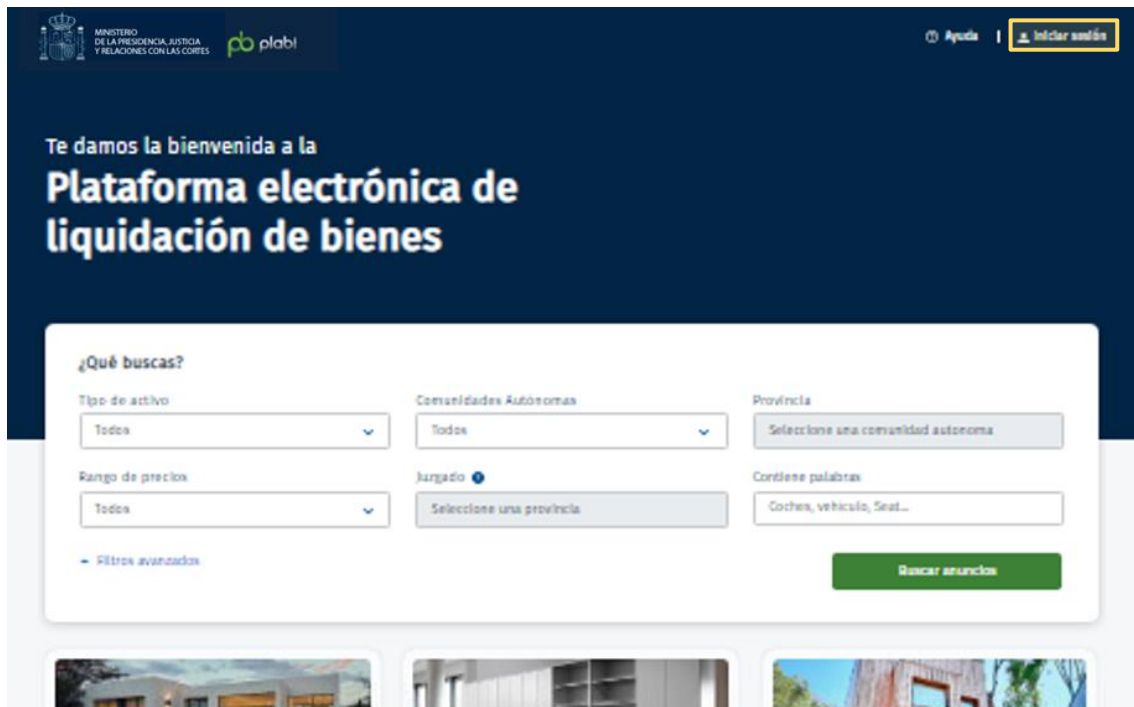 MINISTERIO
DE LA PRESIDENCIA, JUSTICIA
Y RELACIONES CON LAS CORTES
pb plabi
Ayuda | Iniciar sesión
Te damos la bienvenida a la
Plataforma electrónica de
liquidación de bienes
¿Qué buscas?
Tipo de activo
Comunidades Autónomas
Provincia
Todos
Todos
Seleccione una comunidad autonoma
Rango de precios
Juzgado
Contiene palabras
Todos
Seleccione una provincia
Coches, vehículo, Seat...
Filtros avanzados
Buscar anuncios